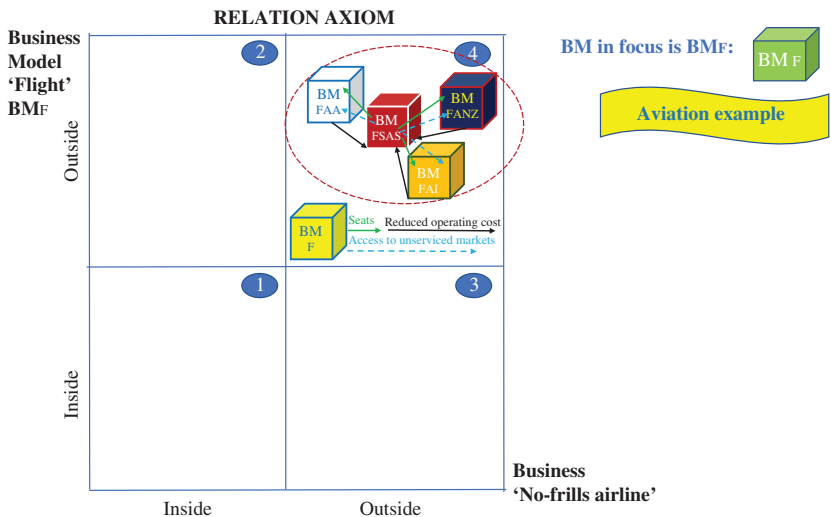 RELATION AXIOM
Business
Model
‘Flight’
BMF
Outside
Inside
2
4
BM
FAA
BM
FSAS
BM
FANZ
BM
FAI
BM
F
Seats
Reduced operating cost
Access to unserviced markets
1
3
Inside
Outside
Business
‘No-frills airline’
BM in focus is BMF:
BM F
Aviation example